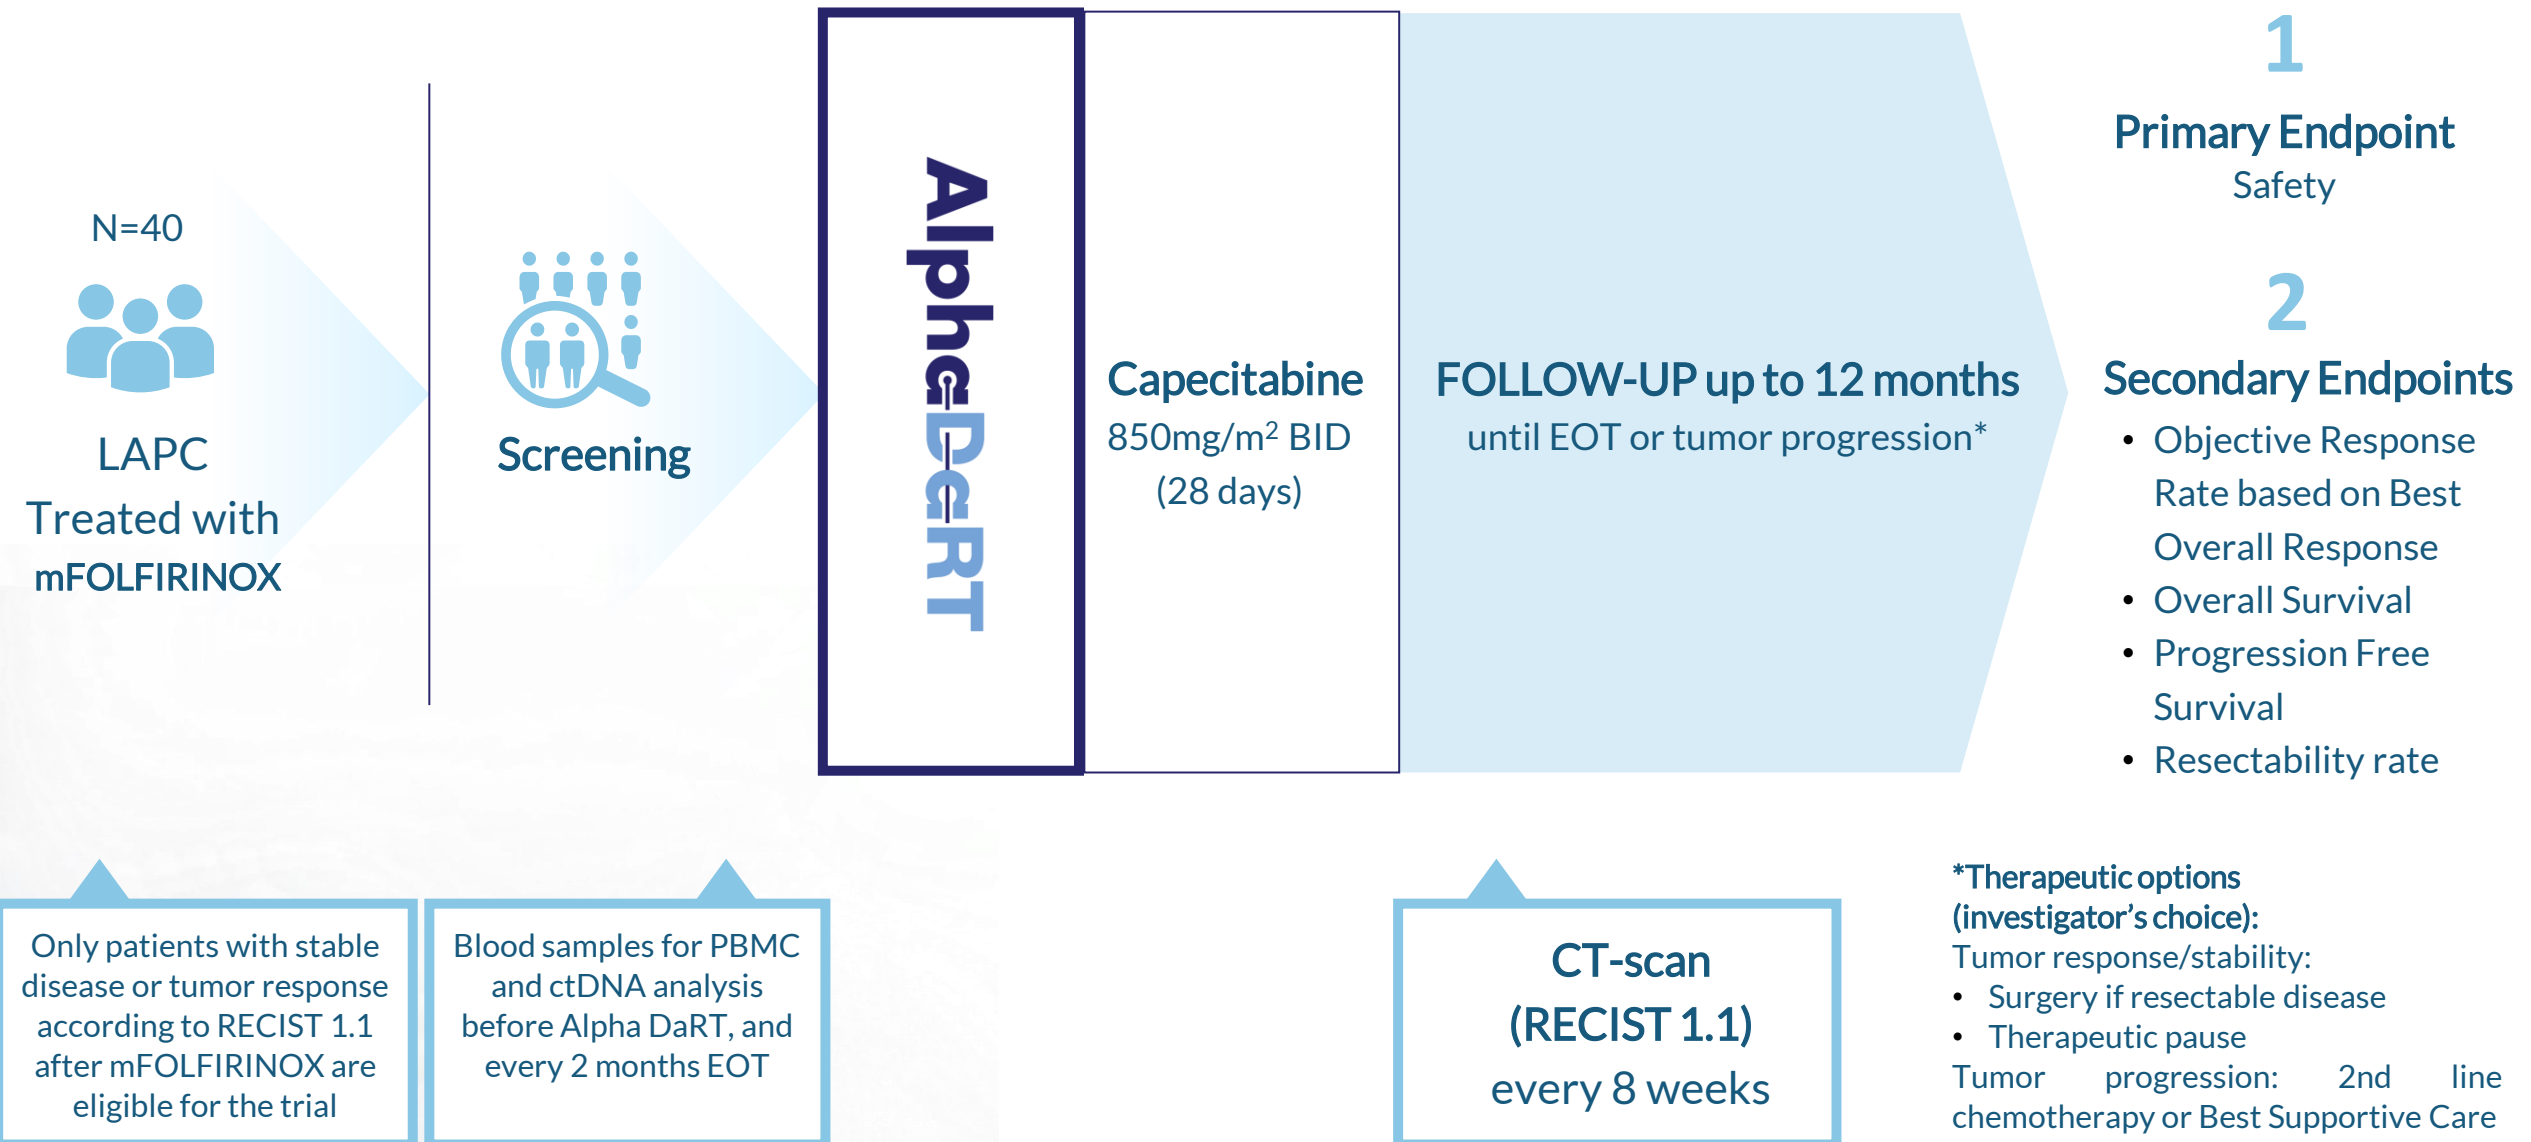 N=40
LAPC
Treated with
mFOLFIRINOX
Screening
AlphaDaRT
Capecitabine
850mg/m² BID
(28 days)
FOLLOW-UP up to 12 months
until EOT or tumor progression*
1
Primary Endpoint
Safety
2
Secondary Endpoints
• Objective Response
Rate based on Best
Overall Response
• Overall Survival
• Progression Free
Survival
• Resectability rate
Only patients with stable
disease or tumor response
according to RECIST 1.1
after mFOLFIRINOX are
eligible for the trial
Blood samples for PBMC
and ctDNA analysis
before Alpha DaRT, and
every 2 months EOT
CT-scan
(RECIST 1.1)
every 8 weeks
*Therapeutic options
(investigator’s choice):
Tumor response/stability:
• Surgery if resectable disease
• Therapeutic pause
Tumor progression: 2nd line
chemotherapy or Best Supportive Care